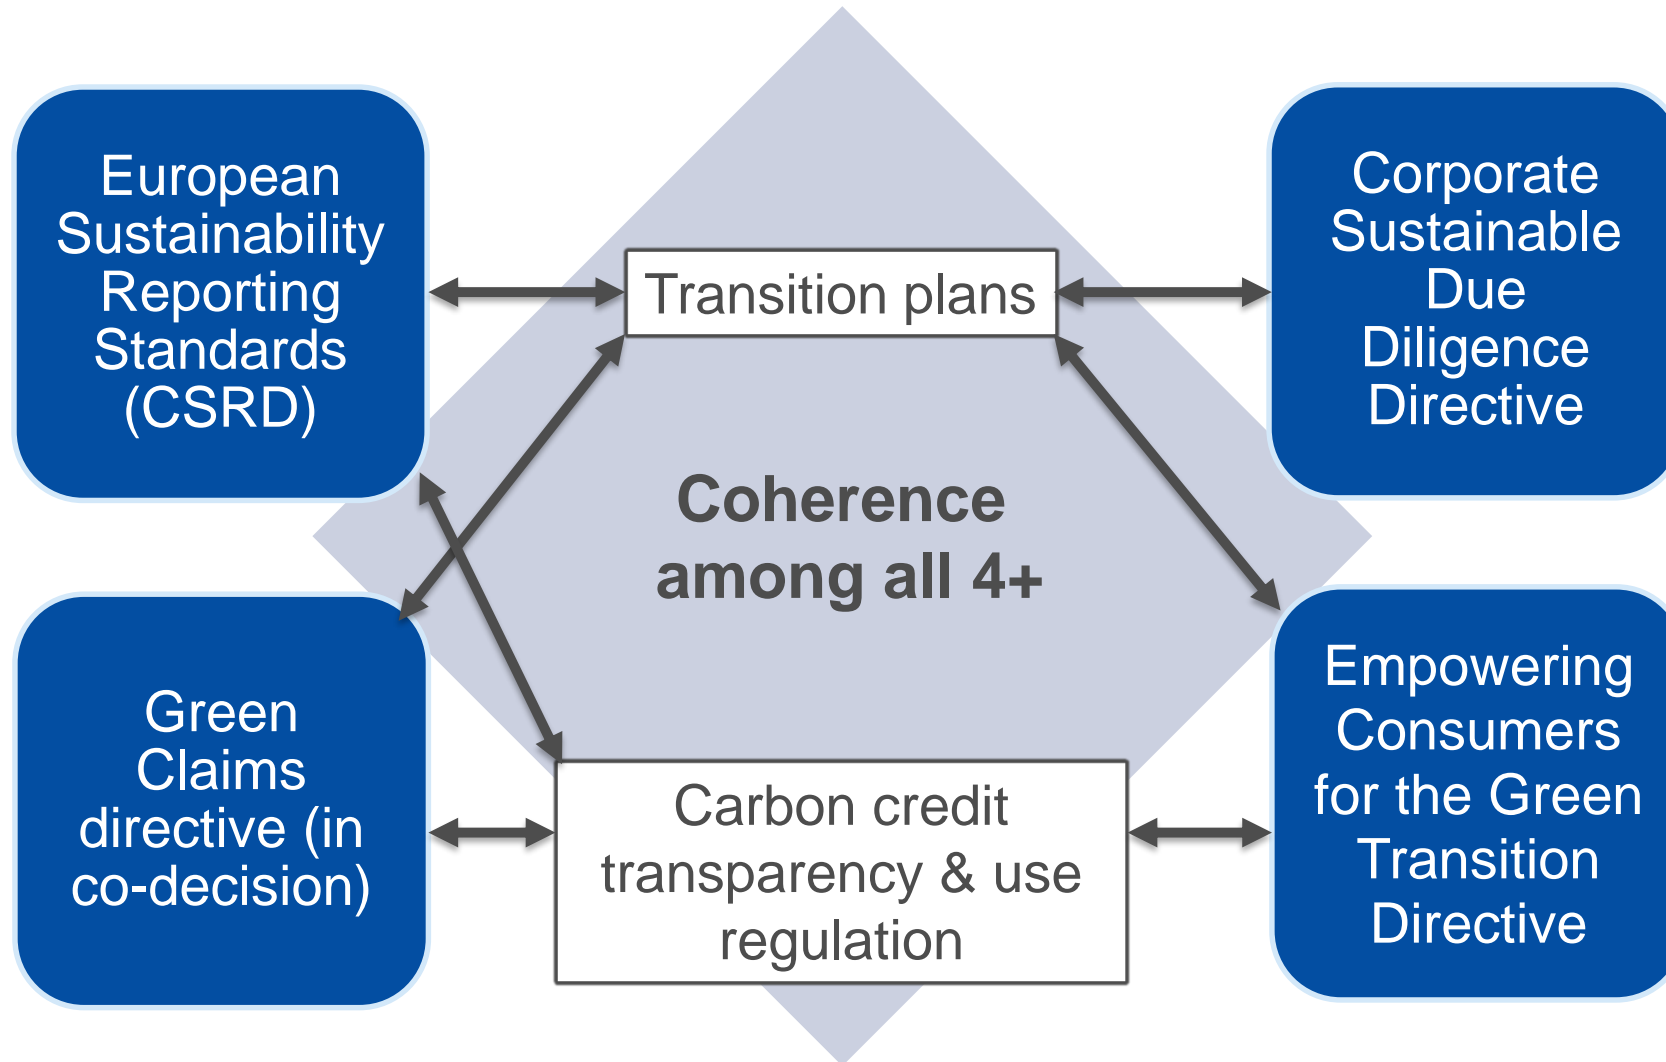 European
Sustainability
Reporting
Standards
(CSRD)
Transition plans
Corporate
Sustainable
Due
Diligence
Directive
Coherence
among all 4+
Green
Claims
directive (in
co-decision)
Carbon credit
transparency & use
regulation
Empowering
Consumers
for the Green
Transition
Directive